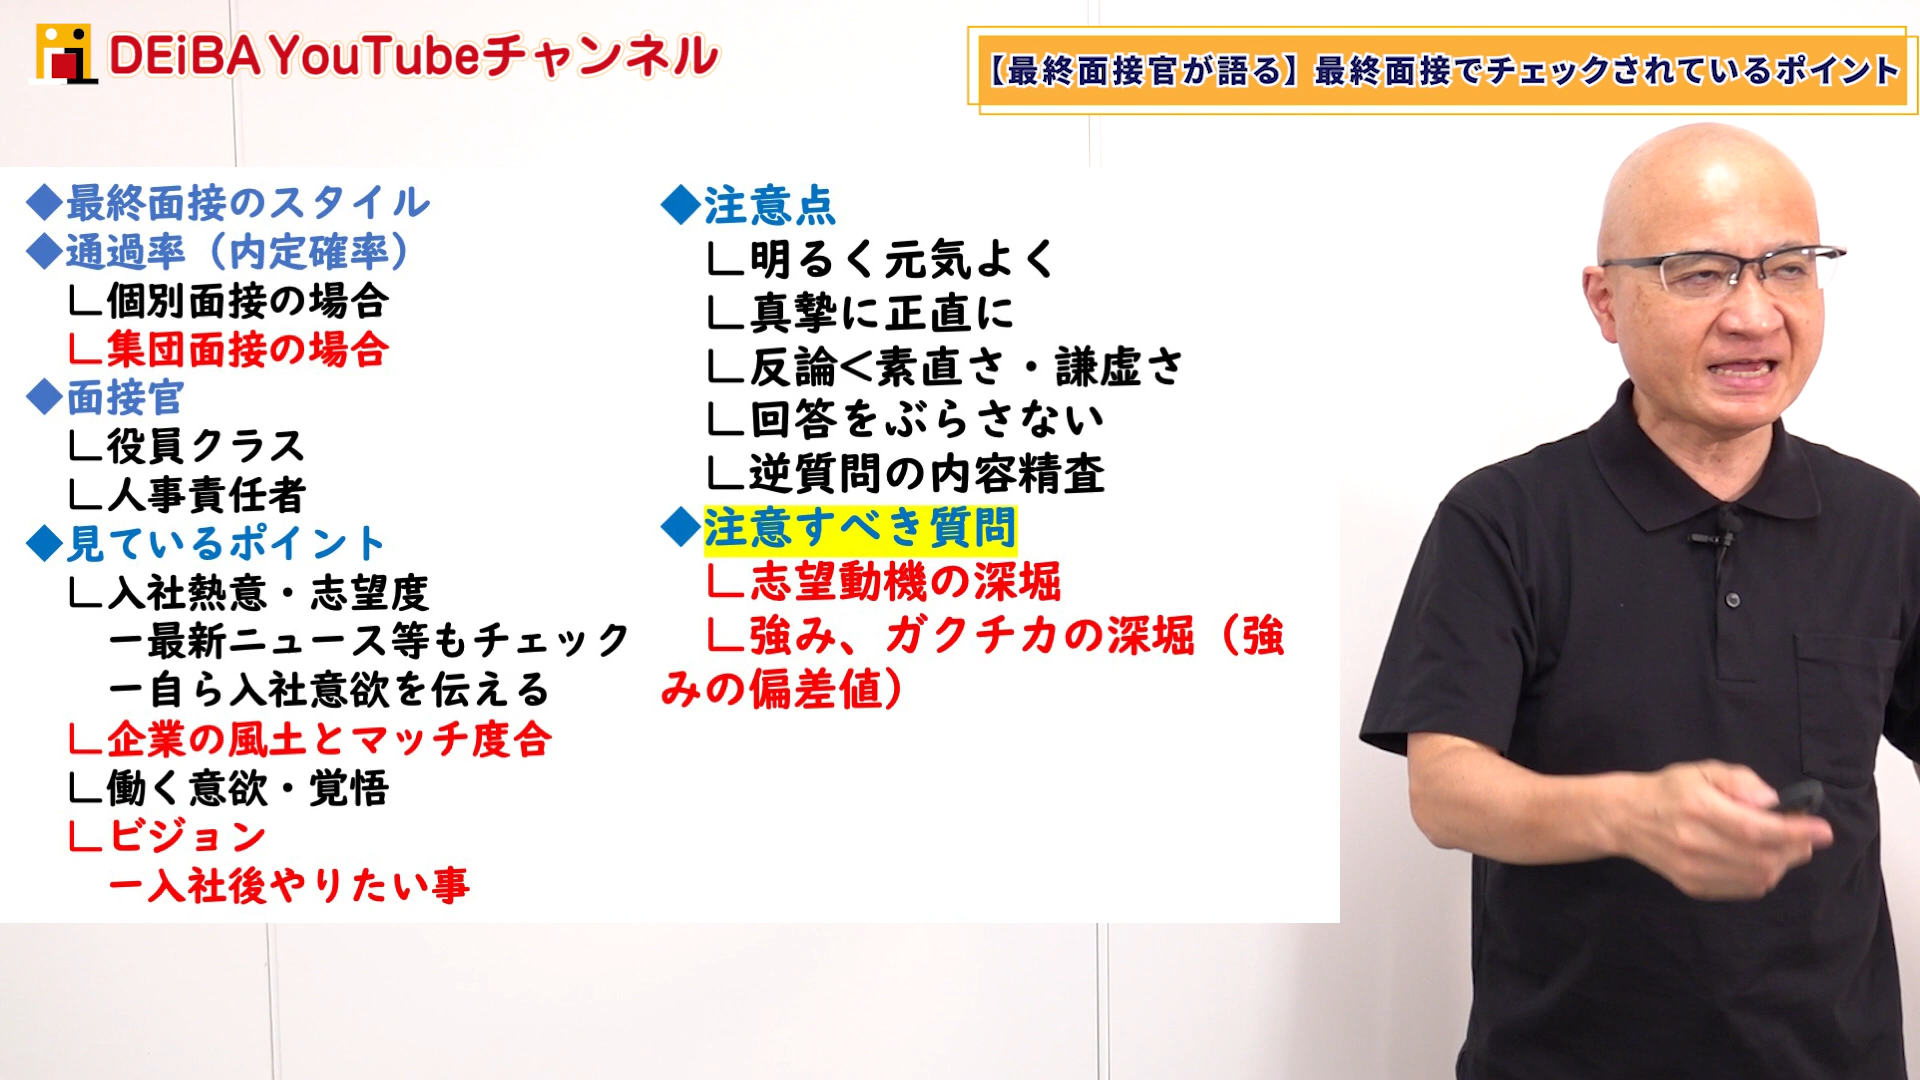 DEiBA YouTubeチャンネル
【最終面接官が語る】最終面接でチェックされているポイント
◆最終面接のスタイル
◆通過率（内定確率）
∟個別面接の場合
∟集団面接の場合
◆面接官
∟役員クラス
∟人事責任者
◆見ているポイント
∟入社熱意・志望度
ー最新ニュース等もチェック
ー自ら入社意欲を伝える
∟企業の風土とマッチ度合
∟働く意欲・覚悟
∟ビジョン
ー入社後やりたい事
◆注意点
∟明るく元気よく
∟真摯に正直に
∟反論<素直さ・謙虚さ
∟回答をぶらさない
∟逆質問の内容精査
◆注意すべき質問
∟志望動機の深堀
∟強み、ガクチカの深堀（強
みの偏差値）